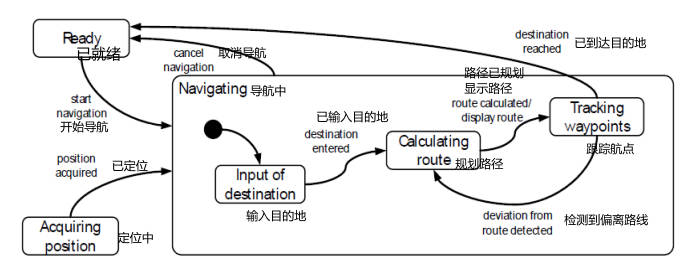 Ready
已就绪
destination
reached
已到达目的地
cancel
navigation
取消导航
start
navigation
开始导航
Navigating 导航中
路径已规划
显示路径
route calculated/
display route
Tracking
waypoints
跟踪航点
已输入目的地
destination
entered
Calculating
route
规划路径
position
acquired
已定位
Input of
destination
输入目的地
Acquiring
position
定位中
deviation from
route detected
检测到偏离路线